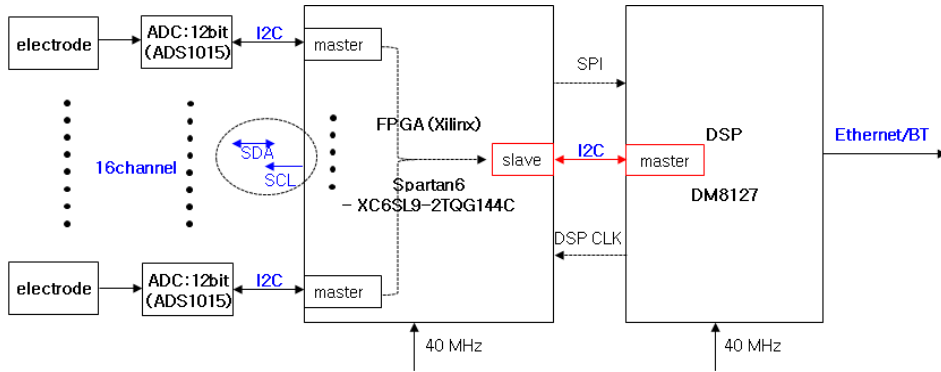 electrode
ADC:12bit
(ADS1015)
I2C
master
SPI
FPGA (Xilinx)
DSP
Ethernet/BT
SDA
SCL
16channel
slave
I2C
master
Spartan6
- XC6SL9-2TQG144C
DM8127
DSP CLK
electrode
ADC:12bit
(ADS1015)
I2C
master
40 MHz
40 MHz